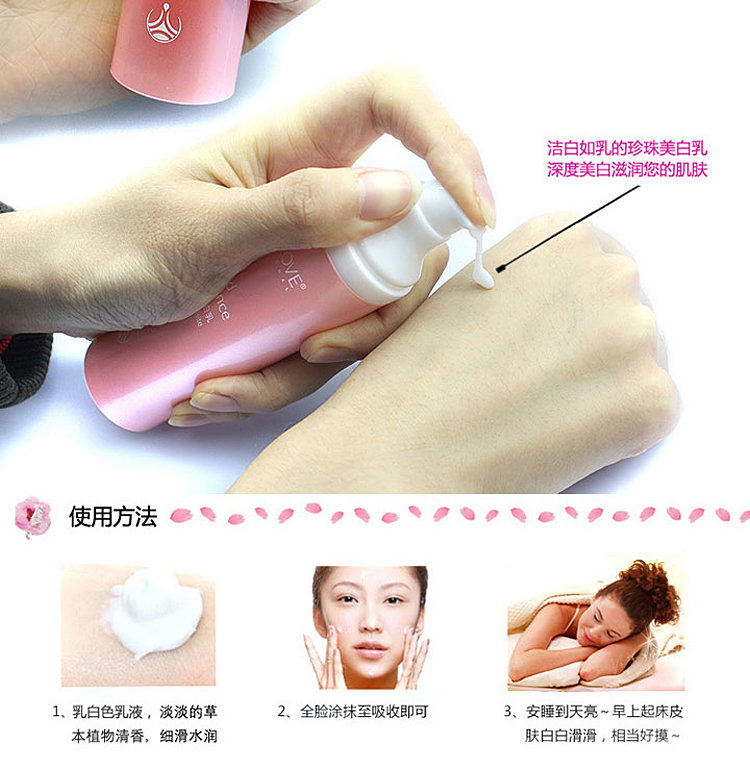 洁白如乳的珍珠美白乳
深度美白滋润您的肌肤
OVE®
使用方法
1、乳白色乳液，淡淡的草
本植物清香，细滑水润
2、全脸涂抹至吸收即可
3、安睡到天亮～早上起床皮
肤白白滑滑，相当好摸～